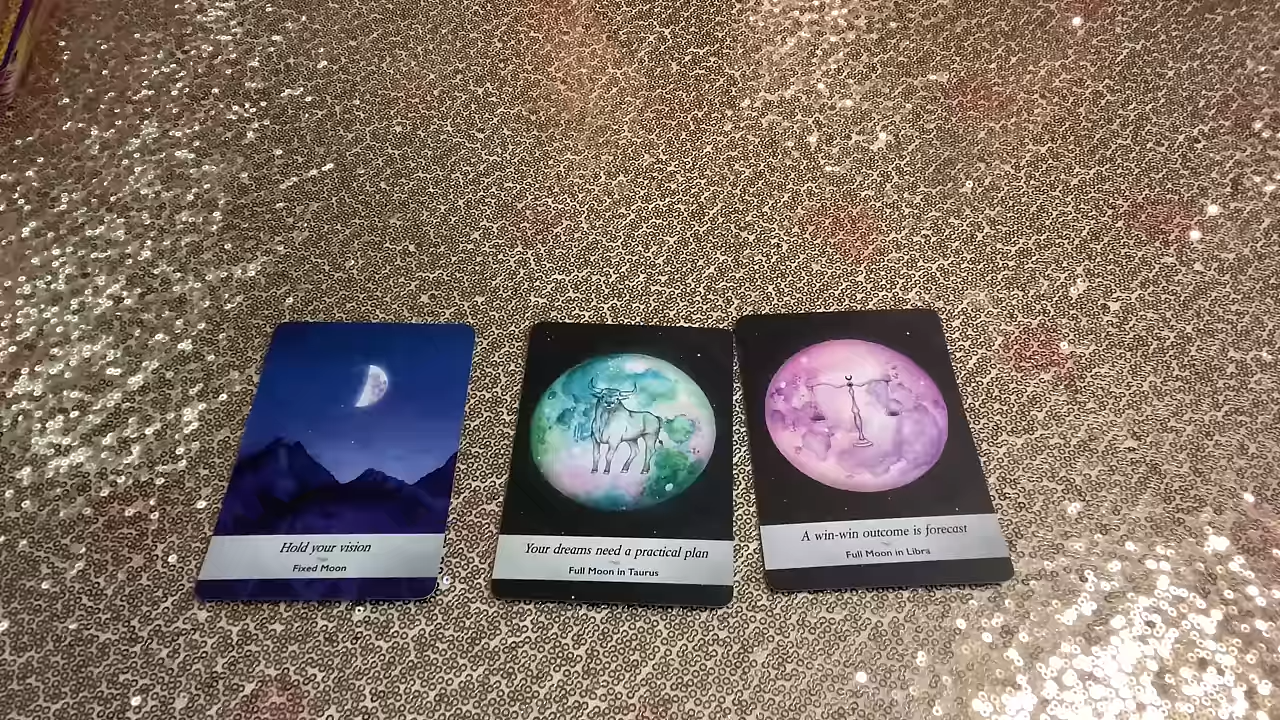 Hold your vision
Fixed Moon
Your dreams need a practical plan
Full Moon in Taurus
A win-win outcome is forecast
Full Moon in Libra